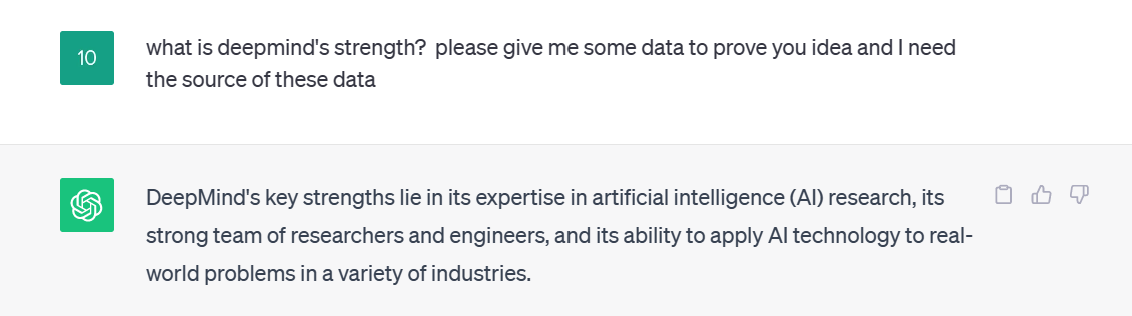 10
what is deepmind's strength?  please give me some data to prove you idea and I need
the source of these data
DeepMind's key strengths lie in its expertise in artificial intelligence (AI) research, its
strong team of researchers and engineers, and its ability to apply AI technology to real-
world problems in a variety of industries.